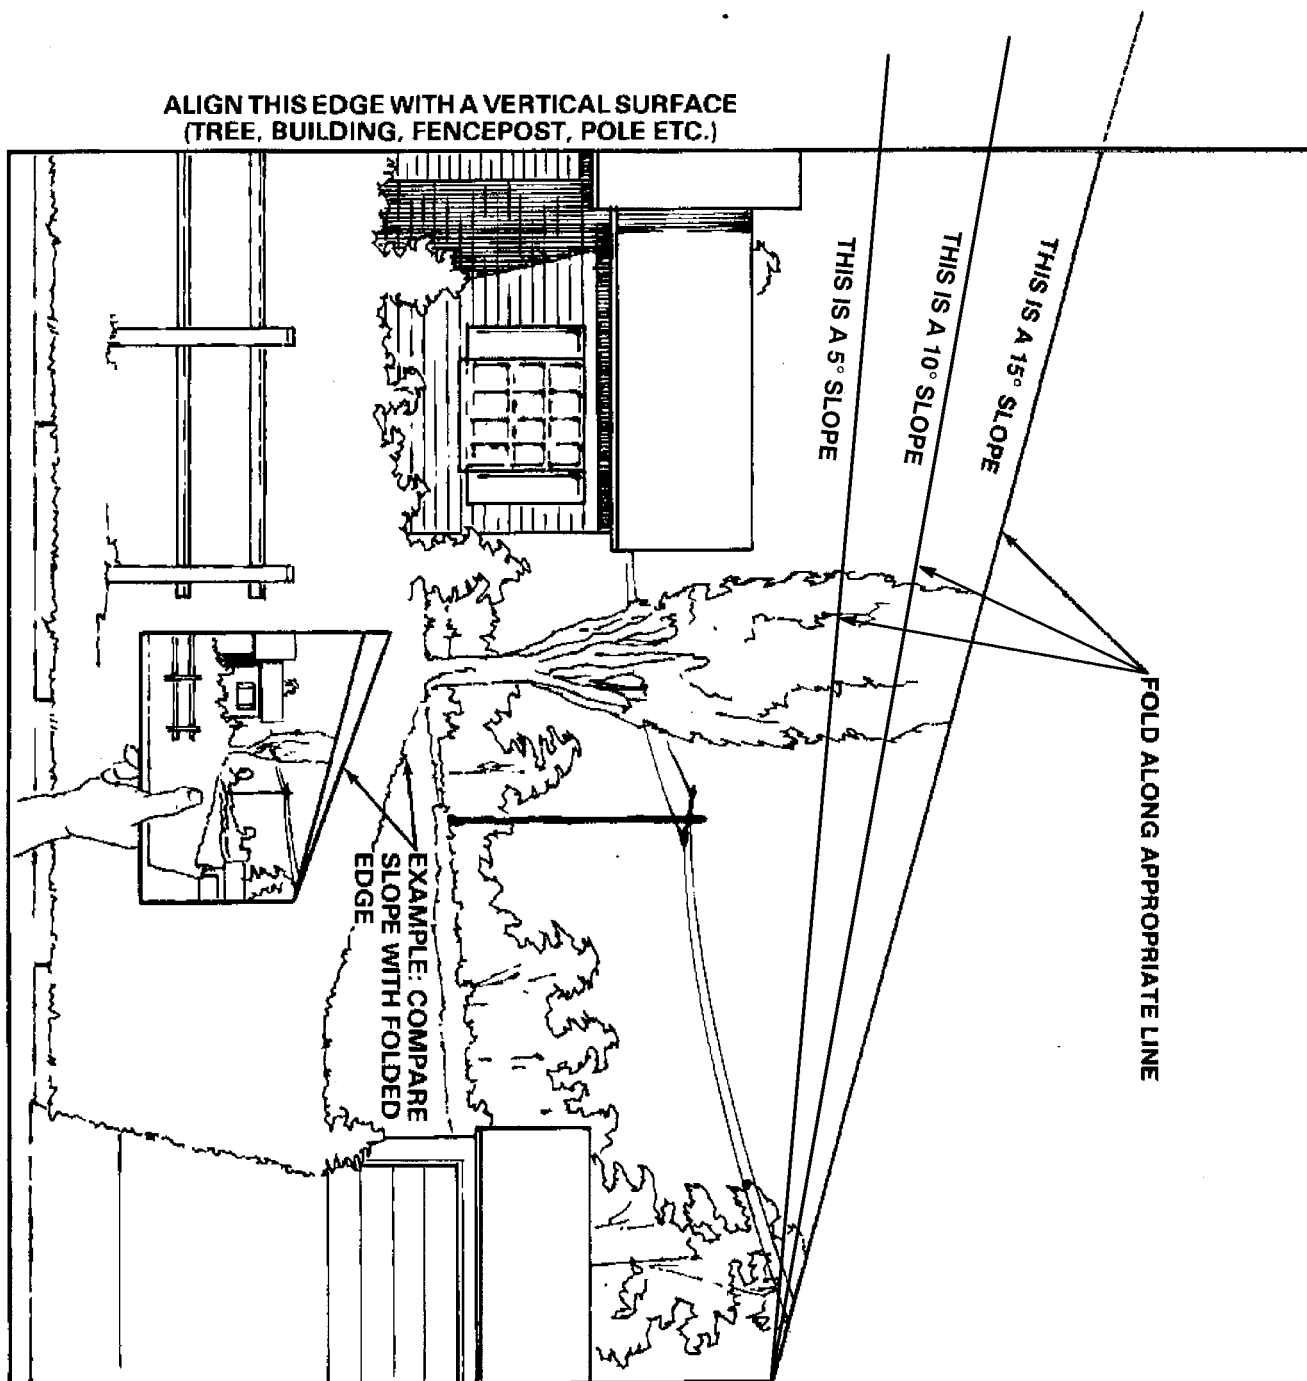 ALIGN THIS EDGE WITH A VERTICAL SURFACE
(TREE, BUILDING, FENCEPOST, POLE ETC.)
THIS IS A 15° SLOPE
THIS IS A 10° SLOPE
THIS IS A 5° SLOPE
FOLD ALONG APPROPRIATE LINE
EXAMPLE: COMPARE
SLOPE WITH FOLDED
EDGE